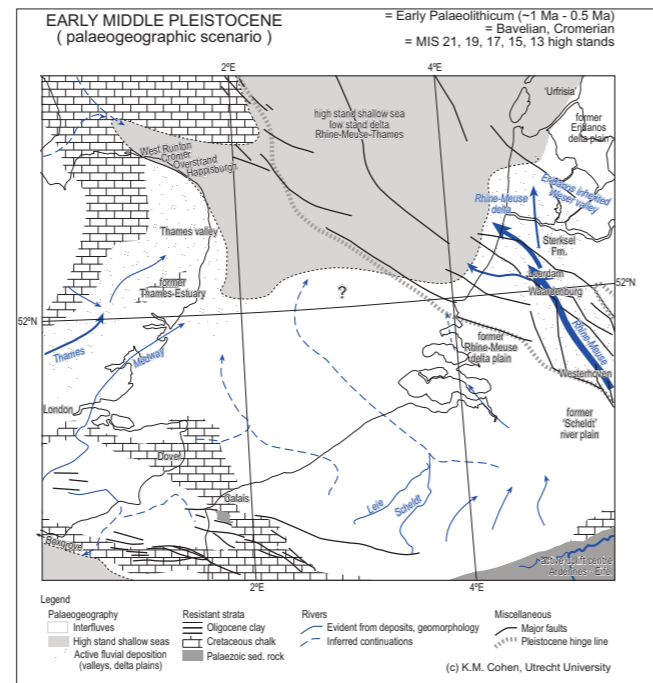 EARLY MIDDLE PLEISTOCENE
( palaeogeographic scenario )
= Early Palaeolithicum (~1 Ma - 0.5 Ma)
= Bavelian, Cromerian
= MIS 21, 19, 17, 15, 13 high stands
2°E
4°E
'Urfrisia'
high stand shallow sea
low stand delta
Rhine-Meuse-Thames
former
Eridanos
delta plain
West Runton
Cromer
Overstrand
Happisburgh
Eridanos inherited
Weser valley
Rhine-Meuse
delta
Thames valley
Sterksel
Fm.
Leerdam
former
Thames-Estuary
?
Waardenburg
52°N
52°N
Thames
Medway
former
Rhine-Meuse
delta plain
Rhine-Meuse
Westerhoven
London
former
'Scheldt'
river plain
Dover
Calais
Leie
Scheldt
Boxgrove
active uplift centre
Ardennes - Eifel
2°E
4°E
Legend
Palaeogeography
Interfluves
High stand shallow seas
Active fluvial deposition
(valleys, delta plains)
Resistant strata
Oligocene clay
Cretaceous chalk
Palaezoic sed. rock
Rivers
Evident from deposits, geomorphology
Inferred continuations
Miscellaneous
Major faults
Pleistocene hinge line
(c) K.M. Cohen, Utrecht University